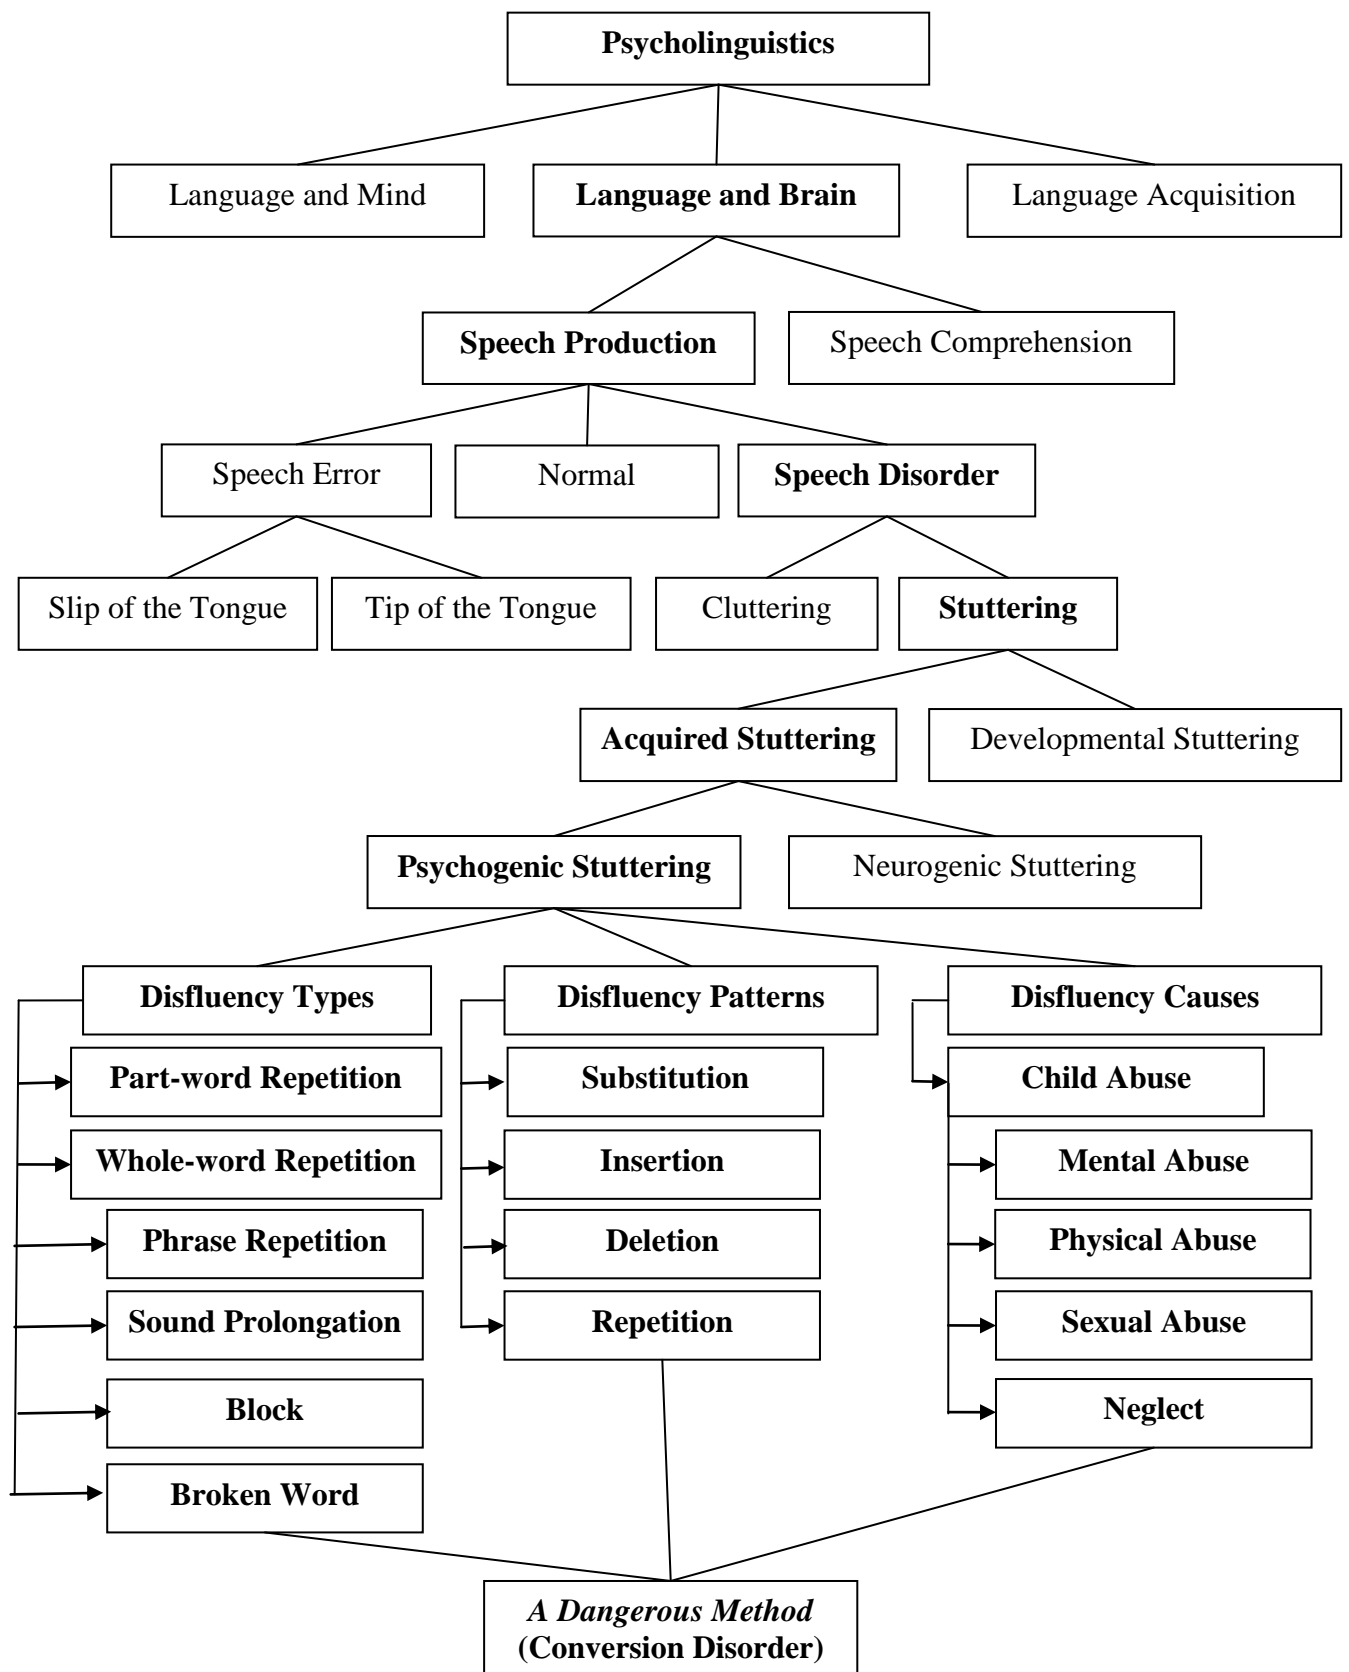 Psycholinguistics
Language and Mind
Language and Brain
Language Acquisition
Speech Production
Speech Comprehension
Speech Error
Normal
Speech Disorder
Slip of the Tongue
Tip of the Tongue
Cluttering
Stuttering
Acquired Stuttering
Developmental Stuttering
Psychogenic Stuttering
Neurogenic Stuttering
Disfluency Types
Disfluency Patterns
Disfluency Causes
Part-word Repetition
Substitution
Child Abuse
Whole-word Repetition
Insertion
Mental Abuse
Phrase Repetition
Deletion
Physical Abuse
Sound Prolongation
Repetition
Sexual Abuse
Block
Neglect
Broken Word
A Dangerous Method
(Conversion Disorder)